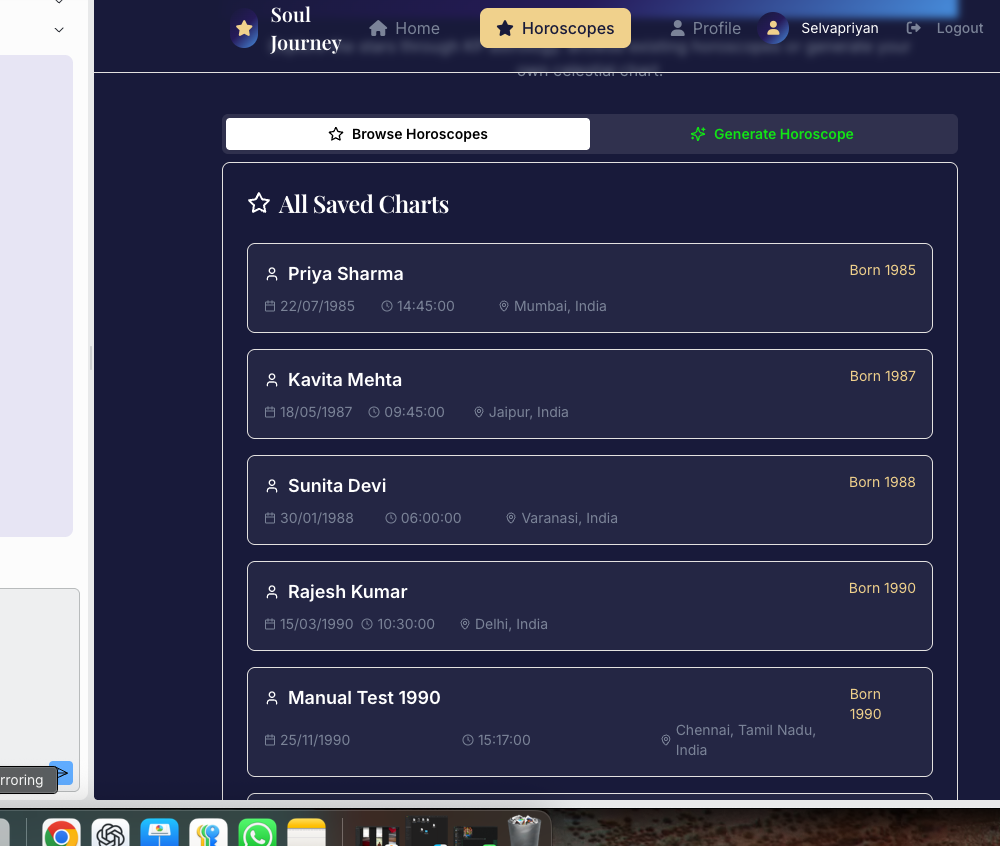 Soul
Journey
Home
Horoscopes
Profile
Selvapriyan
Logout
own celestial chart.
Browse Horoscopes
Generate Horoscope
All Saved Charts
Priya Sharma
Born 1985
22/07/1985 14:45:00 Mumbai, India
Kavita Mehta
Born 1987
18/05/1987 09:45:00 Jaipur, India
Sunita Devi
Born 1988
30/01/1988 06:00:00 Varanasi, India
Rajesh Kumar
Born 1990
15/03/1990 10:30:00 Delhi, India
Manual Test 1990
Born
1990
25/11/1990 15:17:00 Chennai, Tamil Nadu,
India
rroring